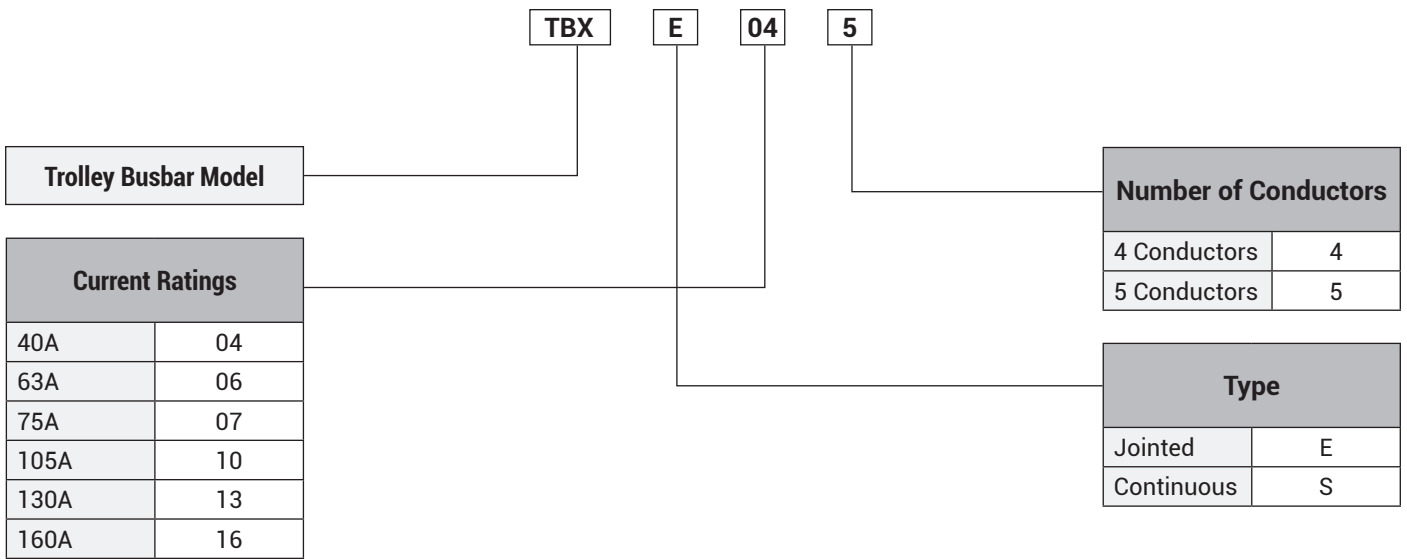 TBX E 04 5
Trolley Busbar Model
Current Ratings
40A 04
63A 06
75A 07
105A 10
130A 13
160A 16
Number of Conductors
4 Conductors 4
5 Conductors 5
Type
Jointed E
Continuous S